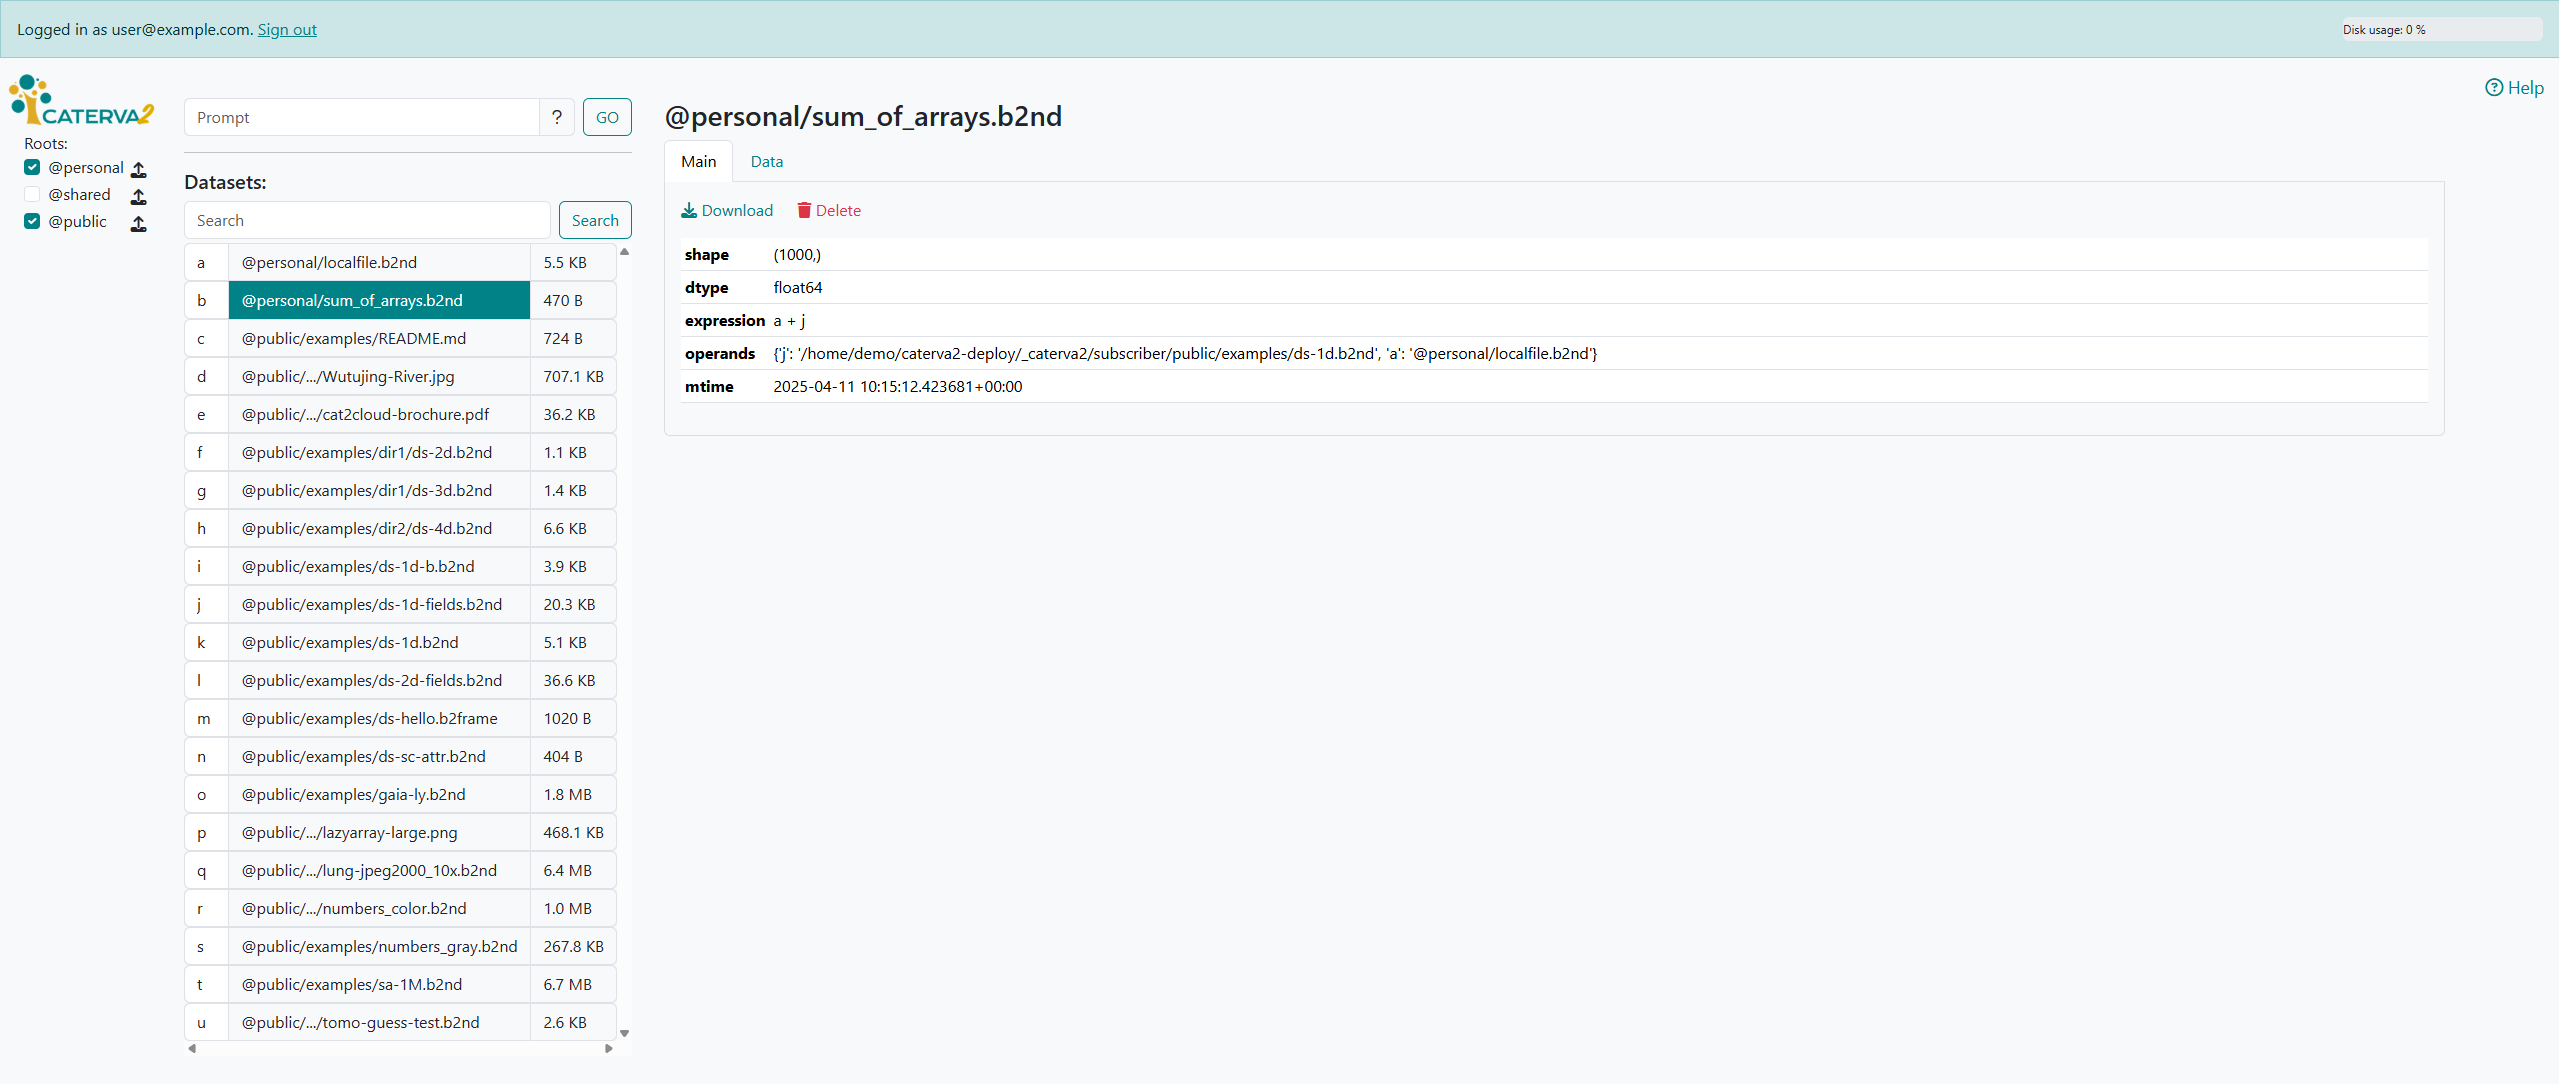 Logged in as user@example.com. Sign out
Disk usage: 0 %
CATERVA2
Help
Roots:
@personal
@shared
@public
Prompt ? GO
Datasets:
Search Search
a @personal/localfile.b2nd 5.5 KB
b @personal/sum_of_arrays.b2nd 470 B
c @public/examples/README.md 724 B
d @public/.../Wutujing-River.jpg 707.1 KB
e @public/.../cat2cloud-brochure.pdf 36.2 KB
f @public/examples/dir1/ds-2d.b2nd 1.1 KB
g @public/examples/dir1/ds-3d.b2nd 1.4 KB
h @public/examples/dir2/ds-4d.b2nd 6.6 KB
i @public/examples/ds-1d-b.b2nd 3.9 KB
j @public/examples/ds-1d-fields.b2nd 20.3 KB
k @public/examples/ds-1d.b2nd 5.1 KB
l @public/examples/ds-2d-fields.b2nd 36.6 KB
m @public/examples/ds-hello.b2frame 1020 B
n @public/examples/ds-sc-attr.b2nd 404 B
o @public/examples/gaia-ly.b2nd 1.8 MB
p @public/.../lazyarray-large.png 468.1 KB
q @public/.../lung-jpeg2000_10x.b2nd 6.4 MB
r @public/.../numbers_color.b2nd 1.0 MB
s @public/examples/numbers_gray.b2nd 267.8 KB
t @public/examples/sa-1M.b2nd 6.7 MB
u @public/.../tomo-guess-test.b2nd 2.6 KB
@personal/sum_of_arrays.b2nd
Main Data
Download Delete
shape (1000,)
dtype float64
expression a + j
operands {'j': '/home/demo/caterva2-deploy/_caterva2/subscriber/public/examples/ds-1d.b2nd', 'a': '@personal/localfile.b2nd'}
mtime 2025-04-11 10:15:12.423681+00:00